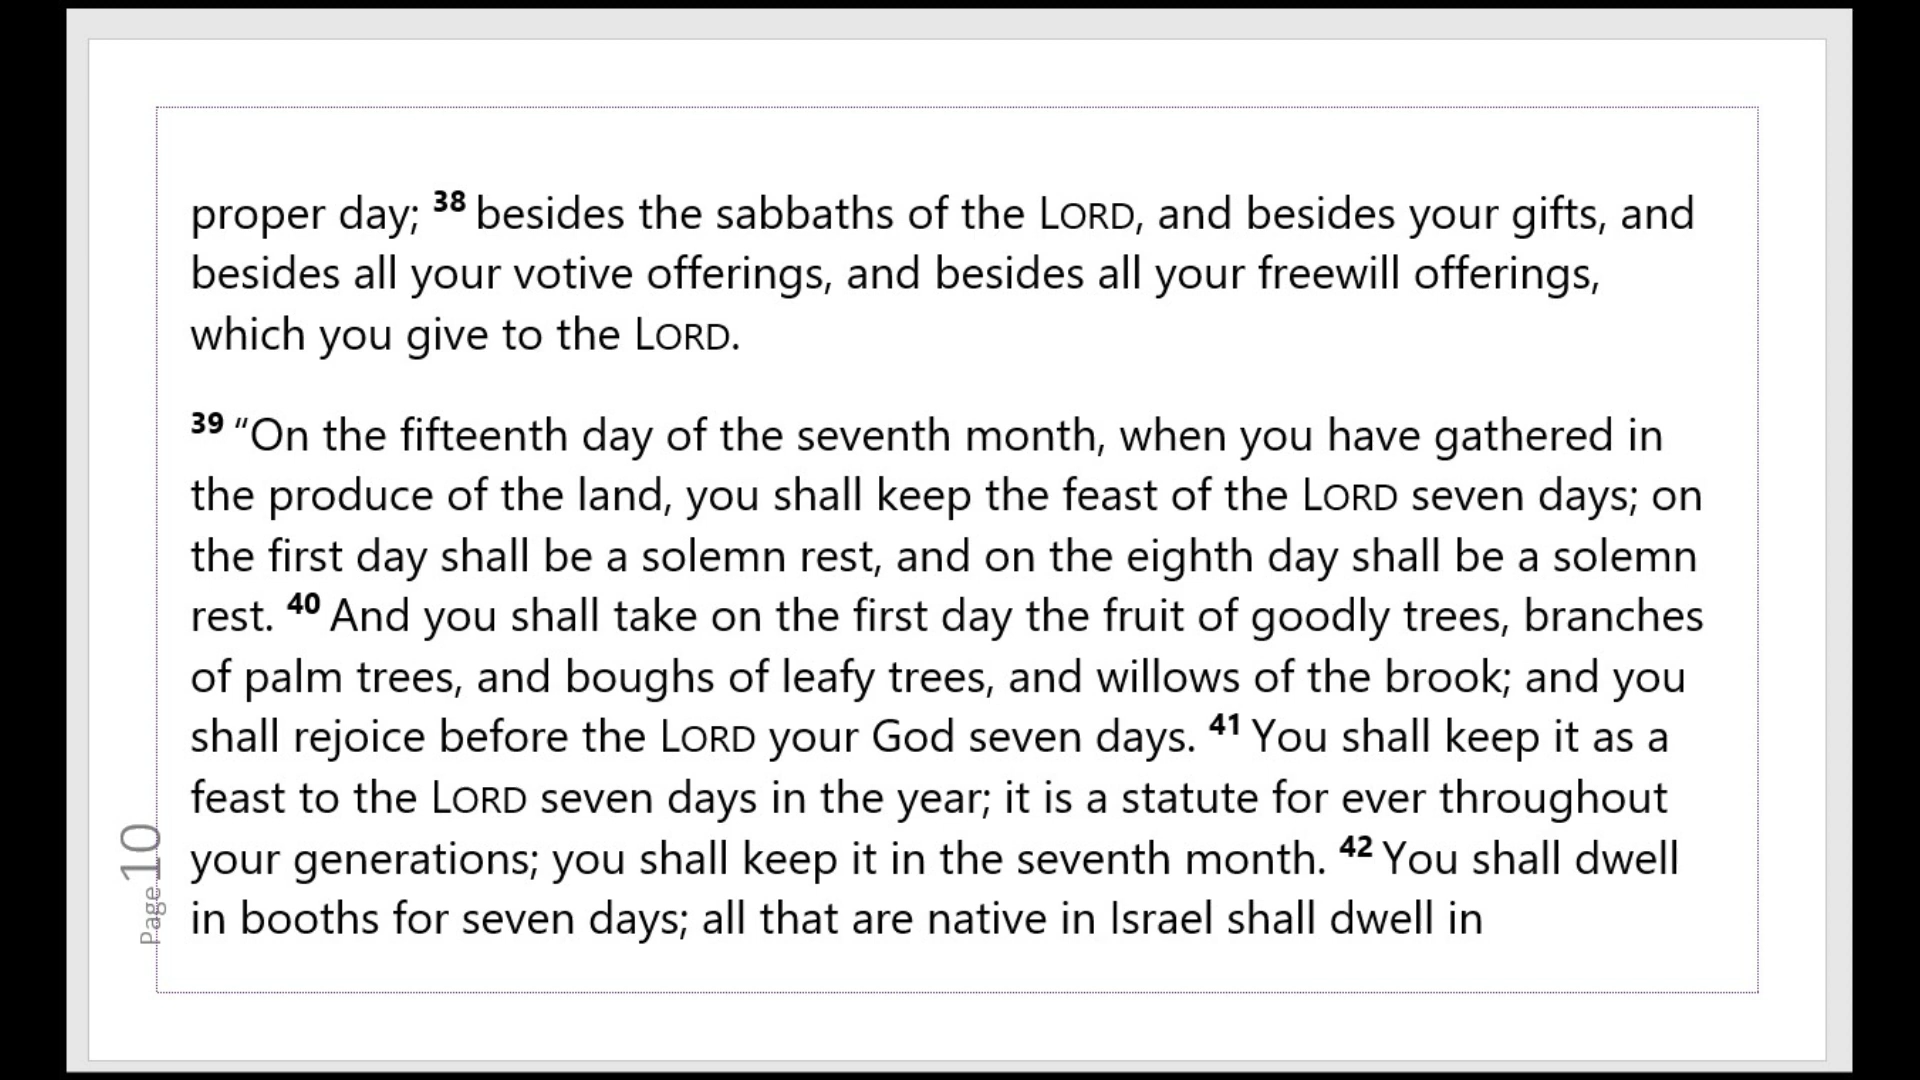 proper day; 38 besides the sabbaths of the LORD, and besides your gifts, and
besides all your votive offerings, and besides all your freewill offerings,
which you give to the LORD.
39 “On the fifteenth day of the seventh month, when you have gathered in
the produce of the land, you shall keep the feast of the LORD seven days; on
the first day shall be a solemn rest, and on the eighth day shall be a solemn
rest. 40 And you shall take on the first day the fruit of goodly trees, branches
of palm trees, and boughs of leafy trees, and willows of the brook; and you
shall rejoice before the LORD your God seven days. 41 You shall keep it as a
feast to the LORD seven days in the year; it is a statute for ever throughout
your generations; you shall keep it in the seventh month. 42 You shall dwell
in booths for seven days; all that are native in Israel shall dwell in
Page 10